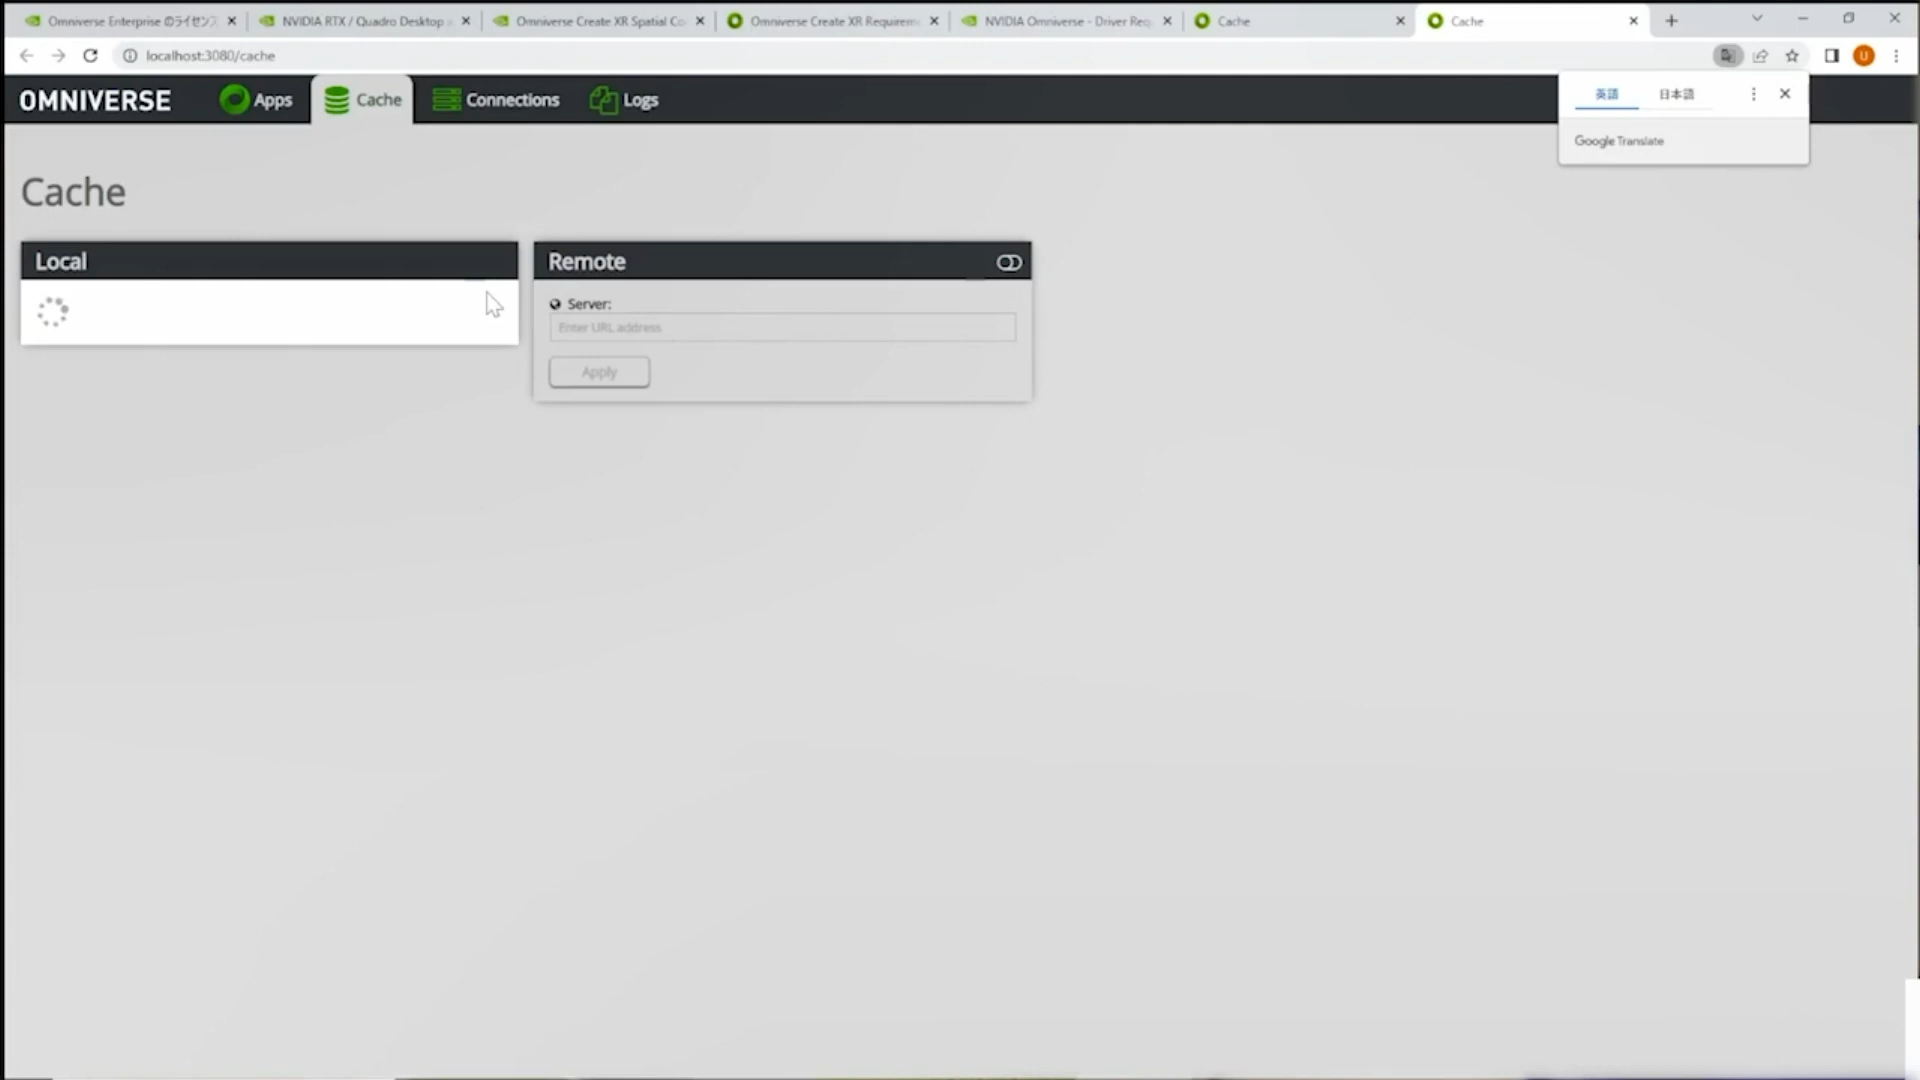 Omniverse Enterprise のライセンス
NVIDIA RTX / Quadro Desktop
Omniverse Create XR Spatial Co
Omniverse Create XR Requirem
NVIDIA Omniverse - Driver Req
Cache
Cache
localhost:3080/cache
U
OMNIVERSE
Apps
Cache
Connections
Logs
英語
日本語
Google Translate
Cache
Local
Remote
Server:
Enter URL address
Apply